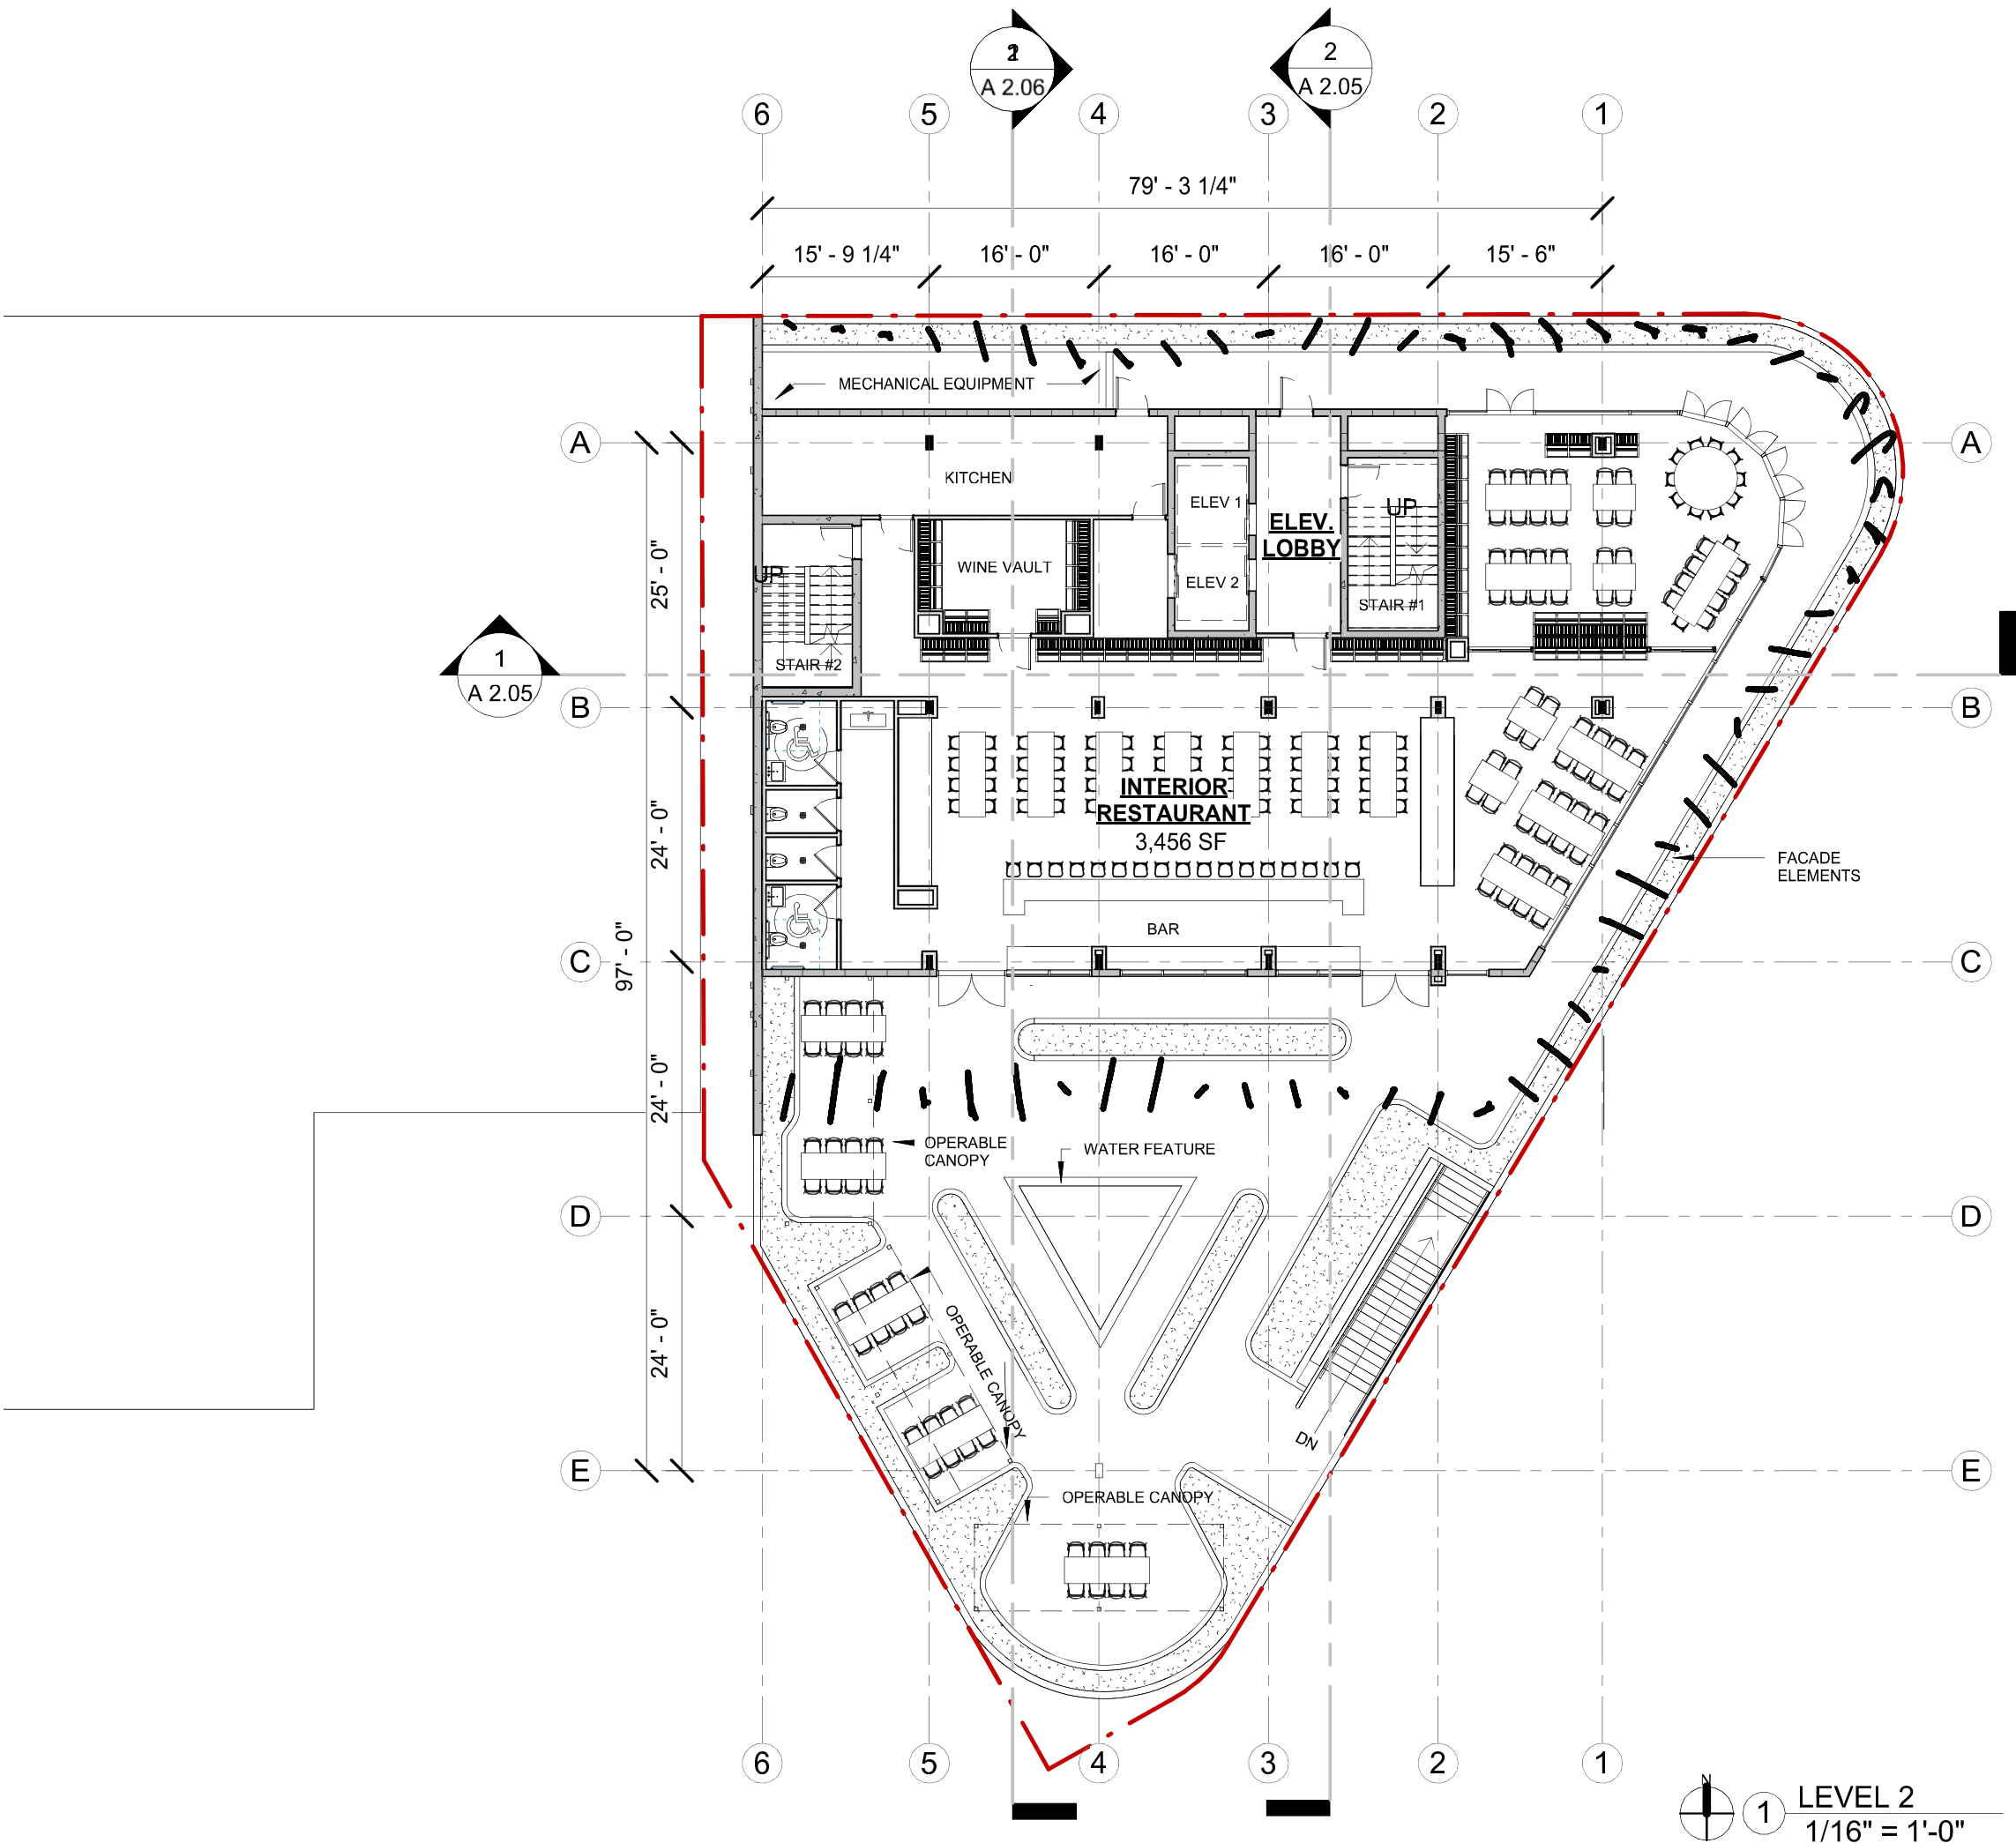 2
A 2.06
2
A 2.05
6
5
4
3
2
1
79' - 3 1/4"
15' - 9 1/4"
16' - 0"
16' - 0"
16' - 0"
15' - 6"
MECHANICAL EQUIPMENT
A
A
KITCHEN
ELEV 1
UP
ELEV.
LOBBY
WINE VAULT
UP
ELEV 2
25' - 0"
STAIR #1
1
A 2.05
STAIR #2
B
B
INTERIOR
RESTAURANT
3,456 SF
24' - 0"
FACADE
ELEMENTS
BAR
97' - 0"
C
C
24' - 0"
OPERABLE
CANOPY
WATER FEATURE
D
D
24' - 0"
OPERABLE CANOPY
DN
E
E
OPERABLE CANOPY
6
5
4
3
2
1
N
1
LEVEL 2
1/16" = 1'-0"